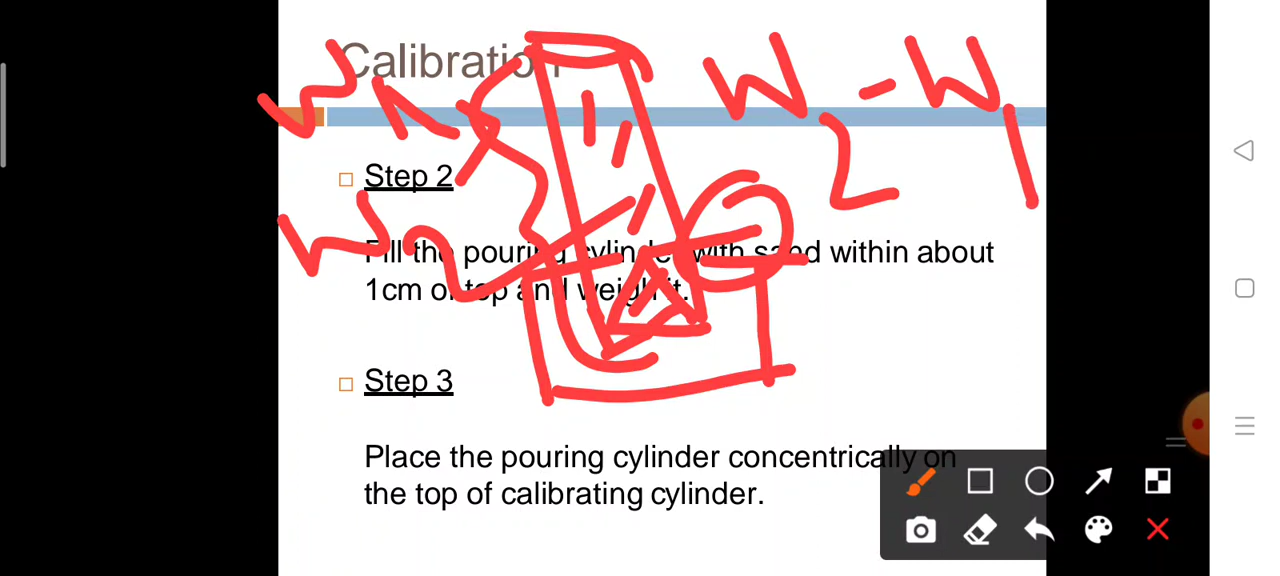 Calibration
W1
W2 - W1
Step 2
W2
Fill the pouring cylinder with sand within about
1cm of top and weigh it.
Step 3
Place the pouring cylinder concentrically on
the top of calibrating cylinder.